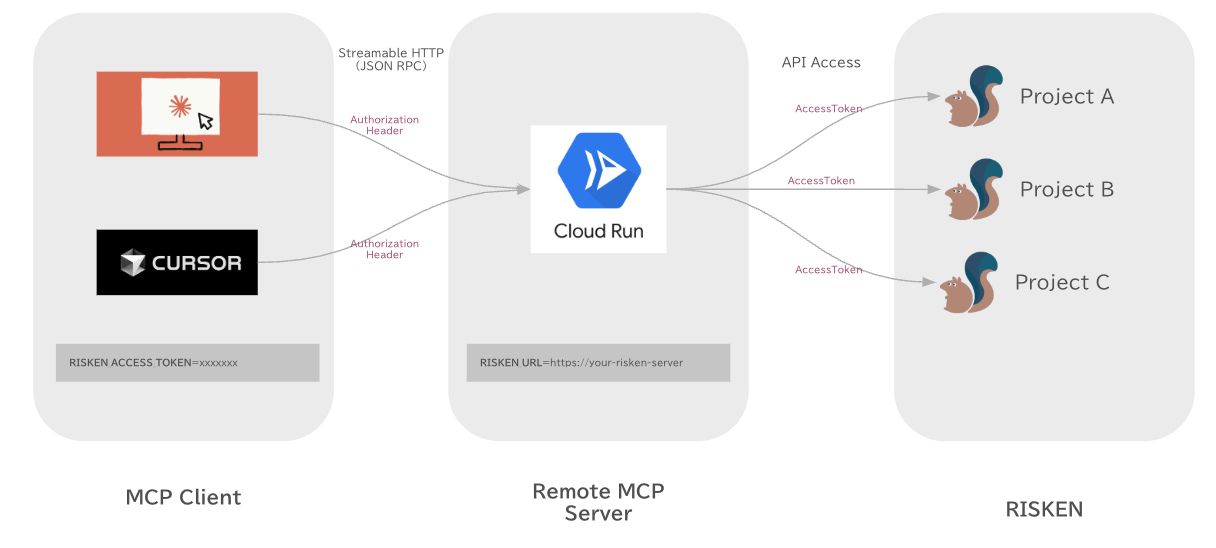 Streamable HTTP
(JSON RPC)
API Access
Authorization
Header
AccessToken
Project A
AccessToken
Project B
Cloud Run
CURSOR
Authorization
Header
AccessToken
Project C
RISKEN ACCESS TOKEN=xxxxxxx
RISKEN URL=https://your-risken-server
MCP Client
Remote MCP
Server
RISKEN